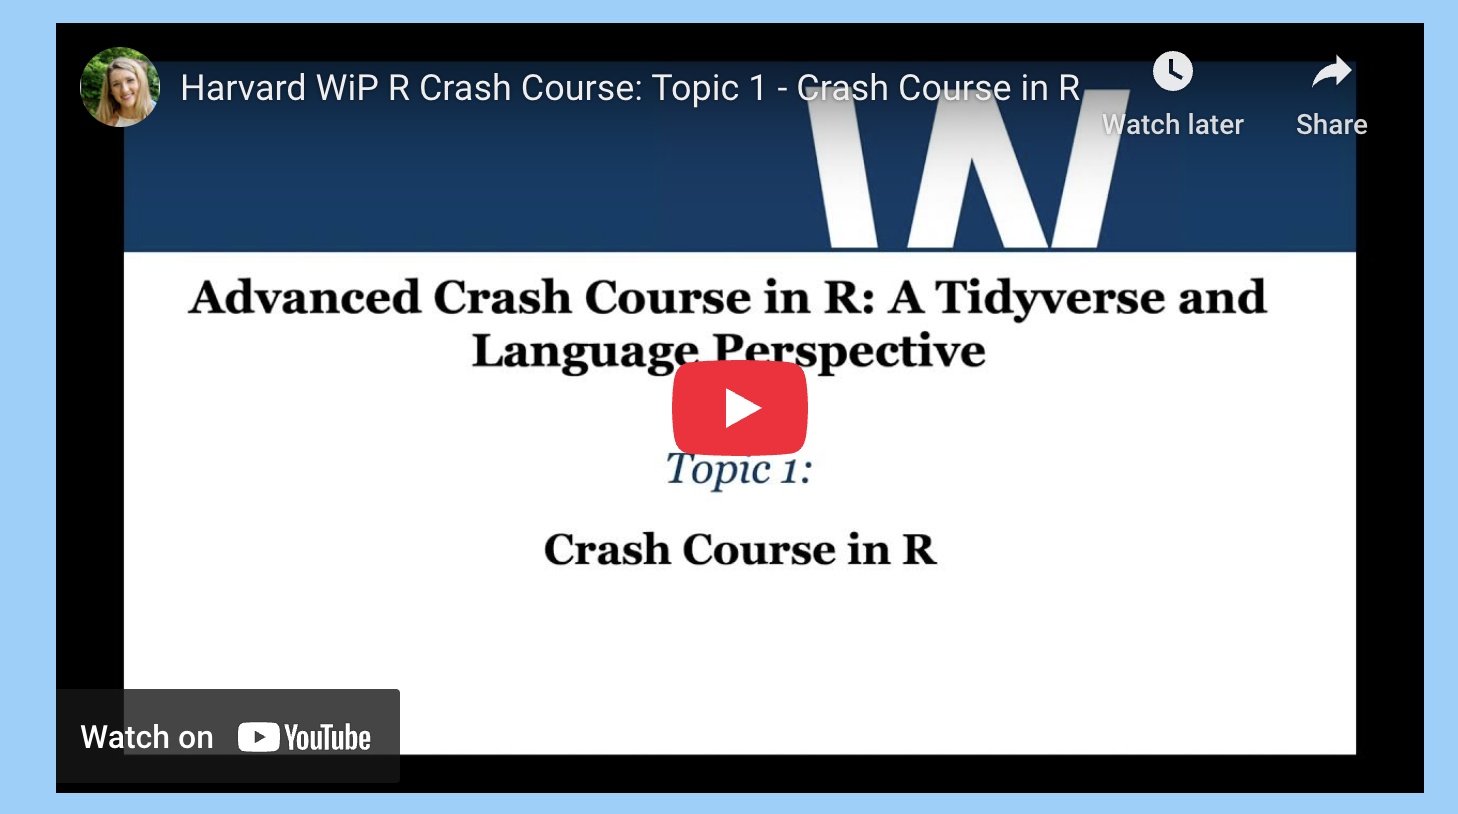 Harvard WiP R Crash Course: Topic 1 - Crash Course in R
Watch later
Share
W
Advanced Crash Course in R: A Tidyverse and
Language Perspective
Topic 1:
Crash Course in R
Watch on YouTube